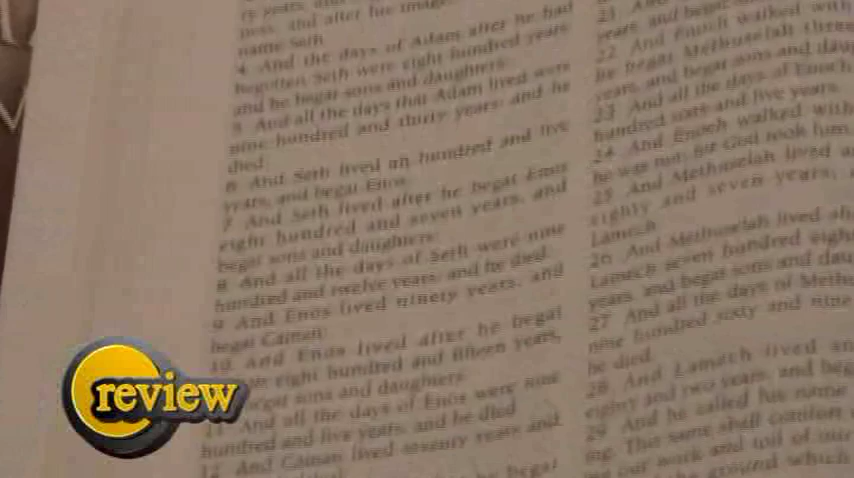 ness, and after his image
name Seth
4 And the days of Adam after he had
begotten Seth were eight hundred years
and he begat sons and daughters:
5 And all the days that Adam lived were
nine hundred and thirty years: and he
died.
6 And Seth lived an hundred and five
years, and begat Enos
7 And Seth lived after he begat Enos
eight hundred and seven years, and
begat sons and daughters:
8 And all the days of Seth were nine
hundred and twelve years: and he died.
9 And Enos lived ninety years, and
begat Cainan:
10 And Enos lived after he begat
eight hundred and fifteen years,
begat sons and daughters:
11 And all the days of Enos were nine
hundred and five years: and he died
12 And Cainan lived seventy years and
he begat
21 And
years, and begat
22 And Enoch walked with
he begat Methuselah three
years, and begat sons and
23 And all the days of Enoch
hundred sixty and five years.
24 And Enoch walked with
he was not; for God took him.
25 And Methuselah lived
eighty and seven years,
Lamech
26 And Methuselah lived
Lamech seven hundred
years, and begat sons and
27 And all the days of
nine hundred sixty and nine
he died.
28 And Lamech lived
eighty and two years, and
29 And he called his name
This same shall comfort
our work and toil of our
the ground which
review